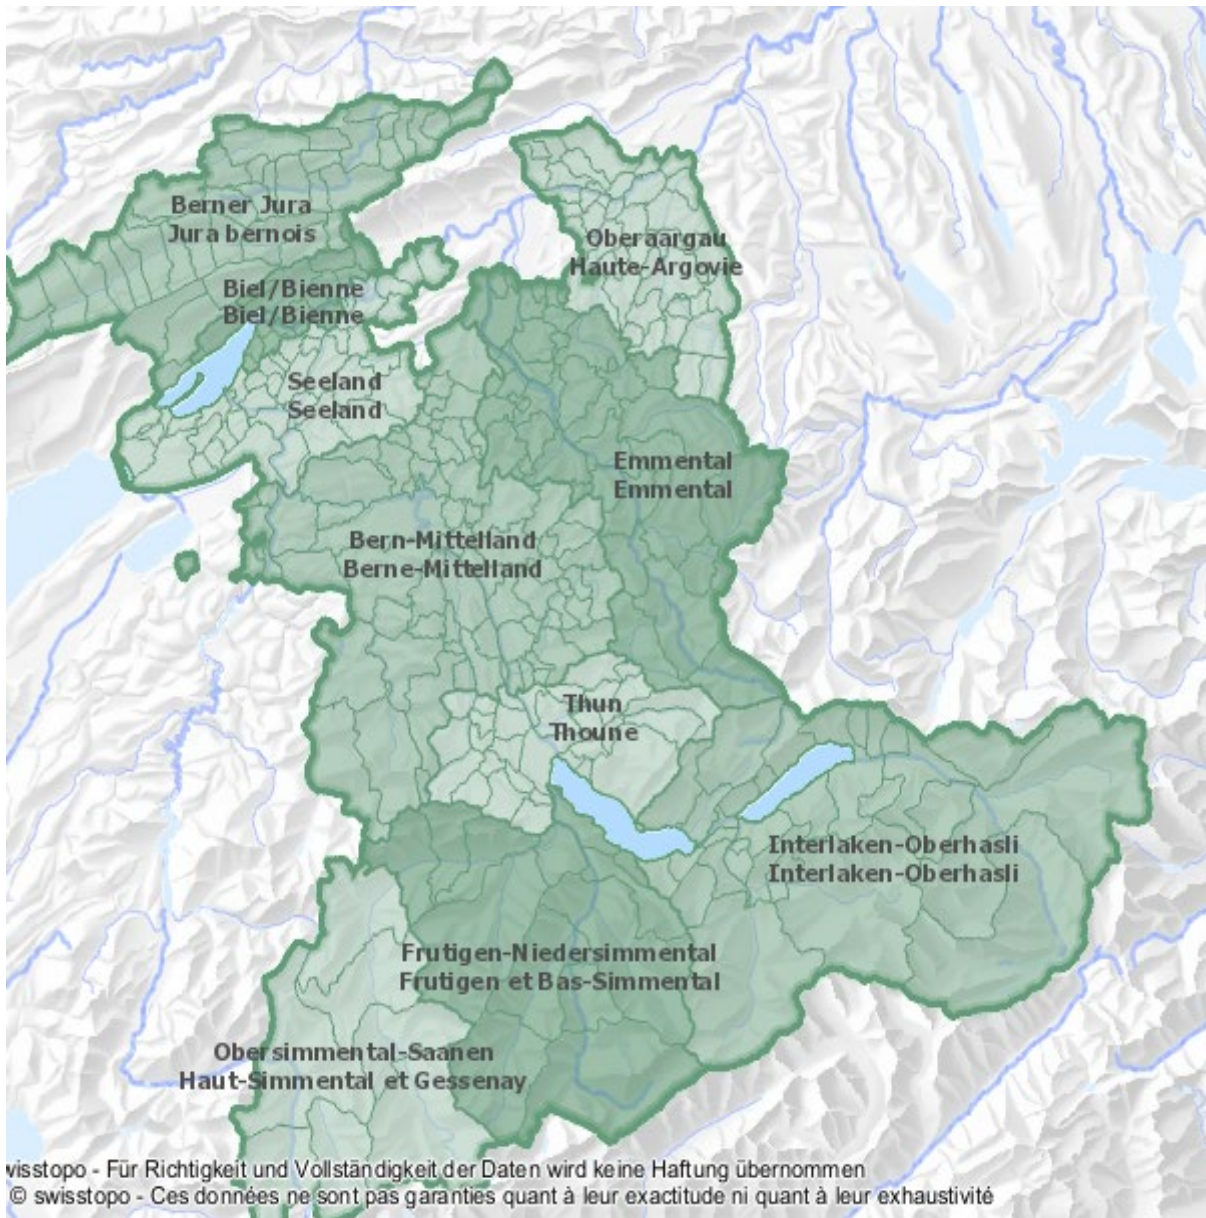 Berner Jura
Jura bernois
Oberaargau
Haute-Argovie
Biel/Bienne
Biel/Bienne
Seeland
Seeland
Emmental
Emmental
Bern-Mittelland
Berne-Mittelland
Thun
Thoune
Interlaken-Oberhasli
Interlaken-Oberhasli
Frutigen-Niedersimmental
Frutigen et Bas-Simmental
Obersimmental-Saanen
Haut-Simmental et Gessenay
wisstopo - Für Richtigkeit und Vollständigkeit der Daten wird keine Haftung übernommen
© swisstopo - Ces données ne sont pas garanties quant à leur exactitude ni quant à leur exhaustivité